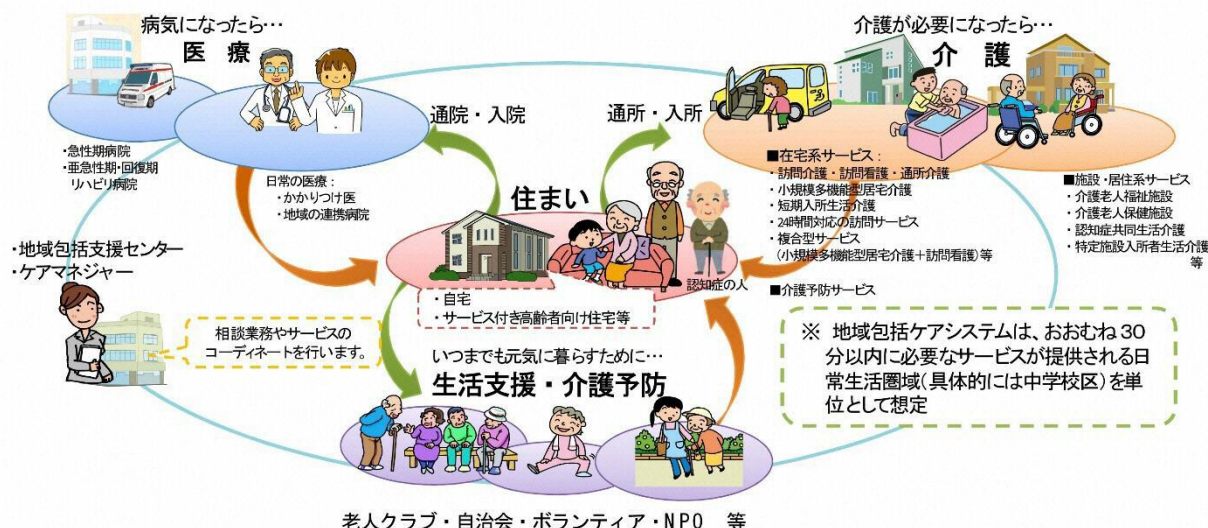 病気になったら…
医 療
介護が必要になったら…
介 護
通院・入院
通所・入所
・急性期病院
・亜急性期・回復期
リハビリ病院
日常の医療：
・かかりつけ医
・地域の連携病院
住まい
■在宅系サービス：
・訪問介護・訪問看護・通所介護
・小規模多機能型居宅介護
・短期入所生活介護
・24時間対応の訪問サービス
・複合型サービス
（小規模多機能型居宅介護＋訪問看護）等
■介護予防サービス
■施設・居住系サービス
・介護老人福祉施設
・介護老人保健施設
・認知症共同生活介護
・特定施設入所者生活介護
等
・地域包括支援センター
・ケアマネジャー
認知症の人
・自宅
・サービス付き高齢者向け住宅等
相談業務やサービスの
コーディネートを行います。
いつまでも元気に暮らすために…
生活支援・介護予防
※ 地域包括ケアシステムは、おおむね30
分以内に必要なサービスが提供される日
常生活圏域（具体的には中学校区）を単
位として想定
老人クラブ・自治会・ボランティア・NPO 等